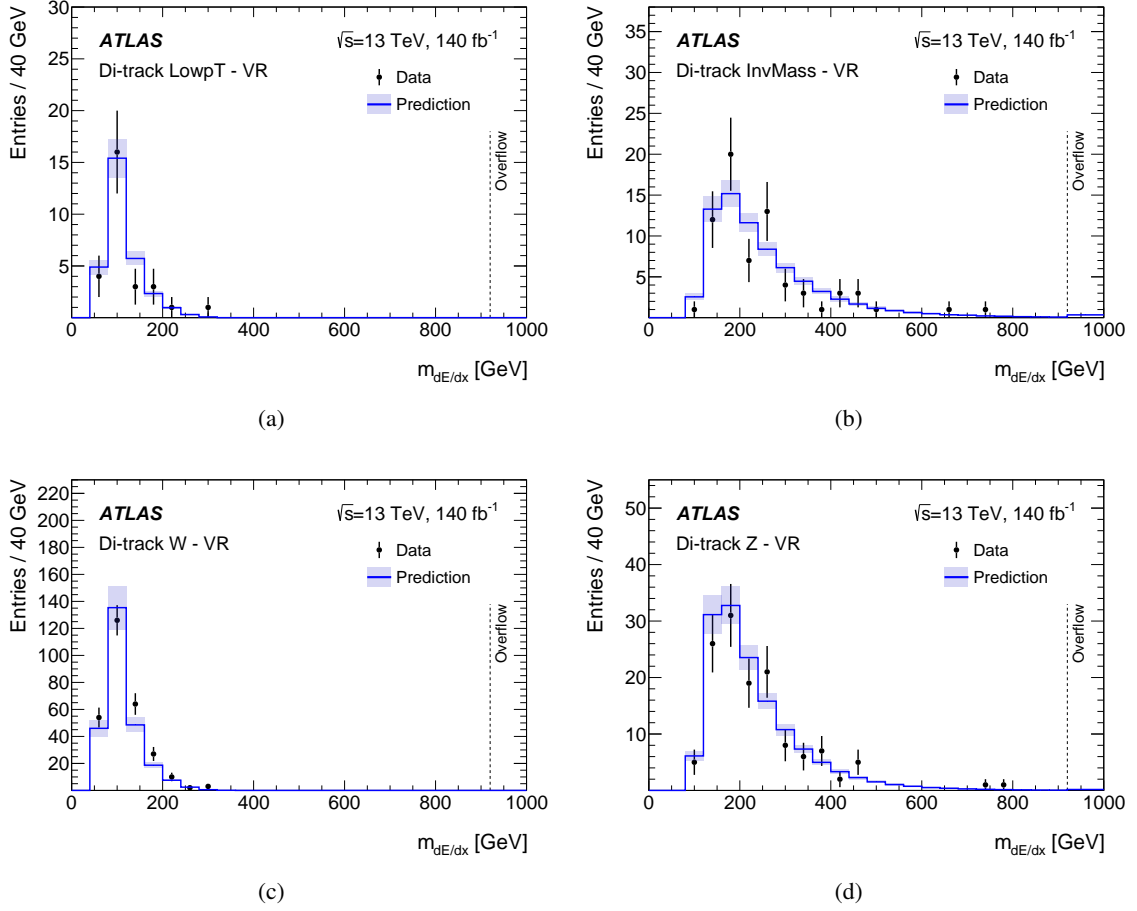 Entries / 40 GeV
30
25
20
15
10
5
ATLAS
√s=13 TeV, 140 fb-1
Di-track LowpT - VR
Data
Prediction
Overflow
0 200 400 600 800 1000
m dE/dx [GeV]
(a)
Entries / 40 GeV
35
30
25
20
15
10
5
ATLAS
√s=13 TeV, 140 fb-1
Di-track InvMass - VR
Data
Prediction
Overflow
0 200 400 600 800 1000
m dE/dx [GeV]
(b)
Entries / 40 GeV
220
200
180
160
140
120
100
80
60
40
20
ATLAS
√s=13 TeV, 140 fb-1
Di-track W - VR
Data
Prediction
Overflow
0 200 400 600 800 1000
m dE/dx [GeV]
(c)
Entries / 40 GeV
50
40
30
20
10
ATLAS
√s=13 TeV, 140 fb-1
Di-track Z - VR
Data
Prediction
Overflow
0 200 400 600 800 1000
m dE/dx [GeV]
(d)